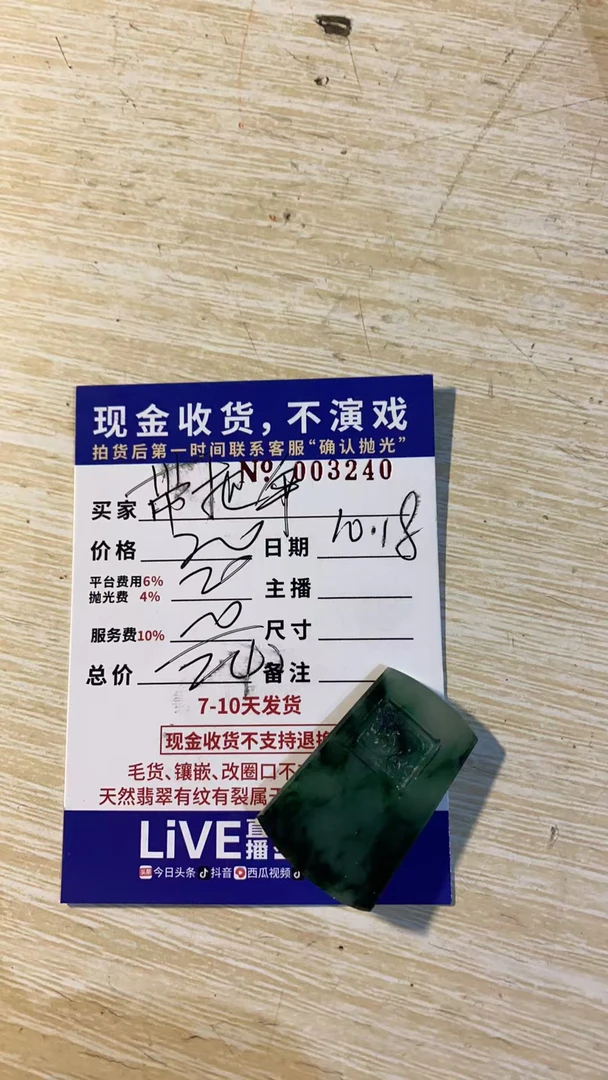 现金收货，不演戏
拍货后第一时间联系客服“确认抛光”
Nº 003240
买家
价格 200 日期 10.18
平台费用6% 20 主播
抛光费 4%
服务费10% 20 尺寸
总价 240 备注
7-10天发货
现金收货不支持退
毛货、镶嵌、改圈口不
天然翡翠有纹有裂属
LiVE
播
今日头条 抖音 西瓜视频